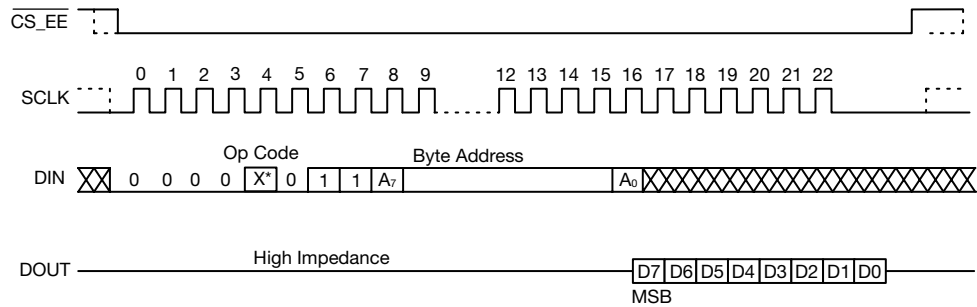 CS_EE
0 1 2 3 4 5 6 7 8 9 12 13 14 15 16 17 18 19 20 21 22
SCLK
Op Code Byte Address
DIN 0 0 0 0 X* 0 1 1 A7 A0
High Impedance
DOUT D7 D6 D5 D4 D3 D2 D1 D0
MSB